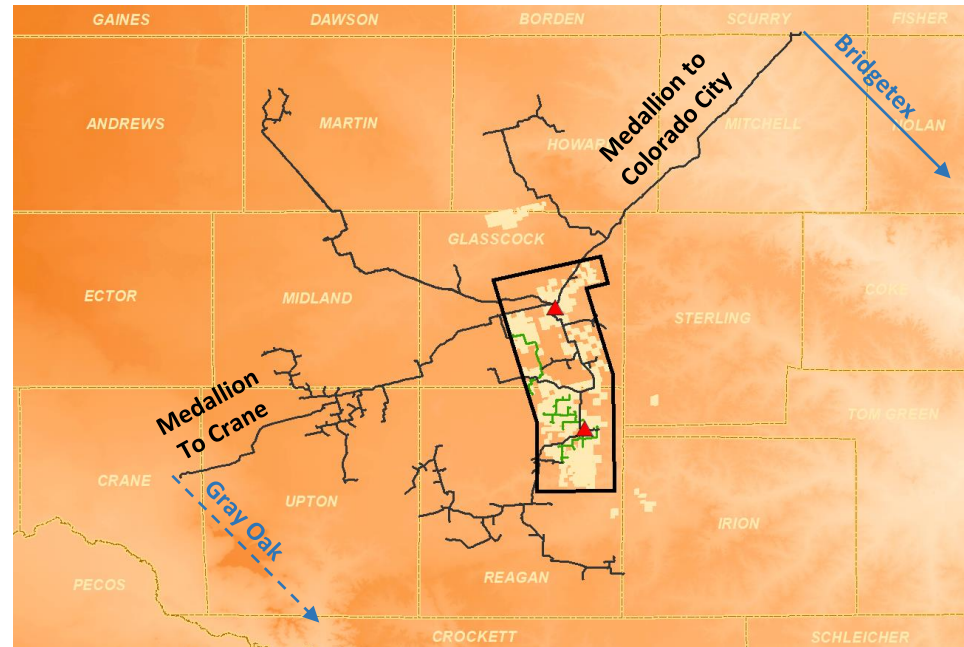 GAINES
DAWSON
BORDEN
SCURRY
FISHER
Bridgetex
Medallion to
Colorado City
ANDREWS
MARTIN
HOWARD
MITCHELL
NOLAN
GLASSCOCK
ECTOR
MIDLAND
STERLING
COKE
Medallion
To Crane
TOM GREEN
CRANE
Gray Oak
UPTON
IRION
PECOS
REAGAN
CROCKETT
SCHLEICHER